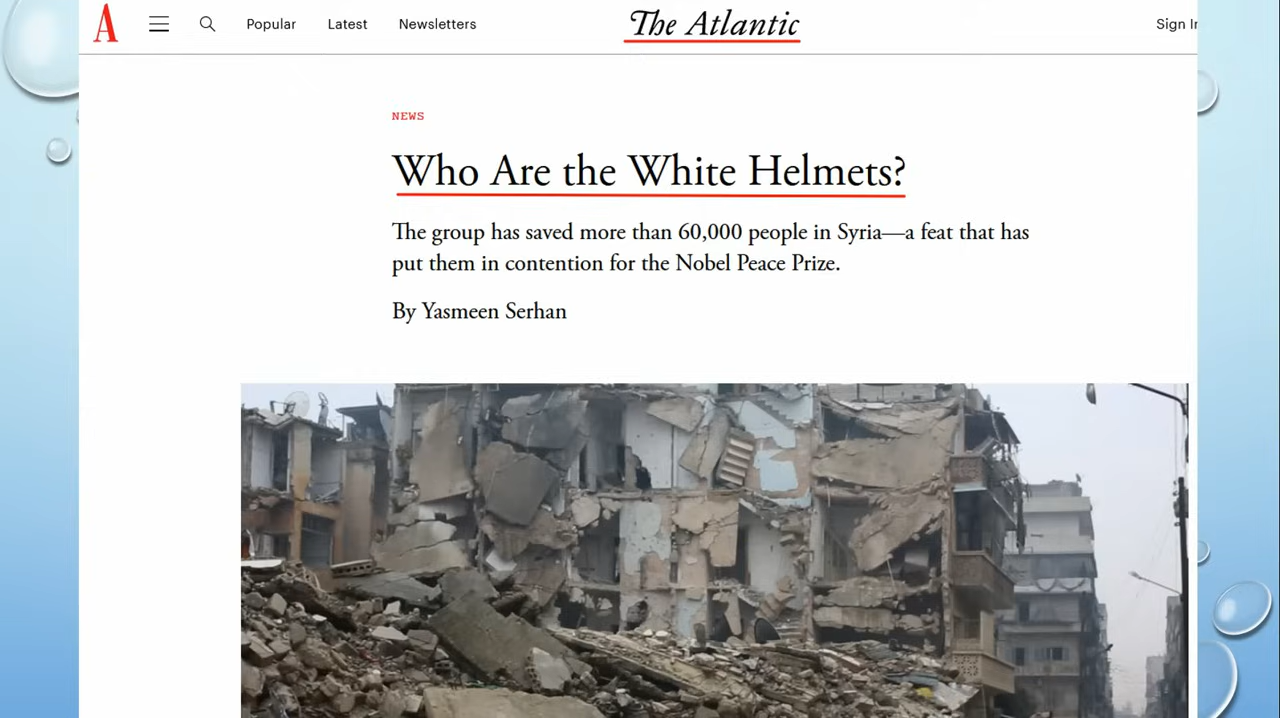 A
Popular
Latest
Newsletters
The Atlantic
Sign In
NEWS
Who Are the White Helmets?
The group has saved more than 60,000 people in Syria—a feat that has
put them in contention for the Nobel Peace Prize.
By Yasmeen Serhan